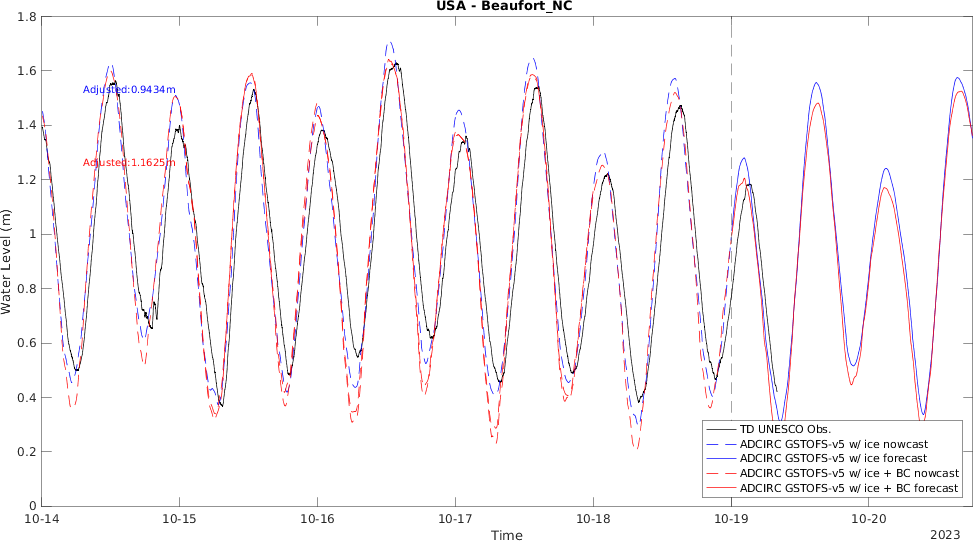 USA - Beaufort_NC
1.8
1.6
1.4
1.2
1
0.8
0.6
0.4
0.2
0
Water Level (m)
Adjusted:0.9434m
Adjusted:1.1625m
TD UNESCO Obs.
ADCIRC GSTOFS-v5 w/ ice nowcast
ADCIRC GSTOFS-v5 w/ ice forecast
ADCIRC GSTOFS-v5 w/ ice + BC nowcast
ADCIRC GSTOFS-v5 w/ ice + BC forecast
10-14 10-15 10-16 10-17 10-18 10-19 10-20
Time
2023